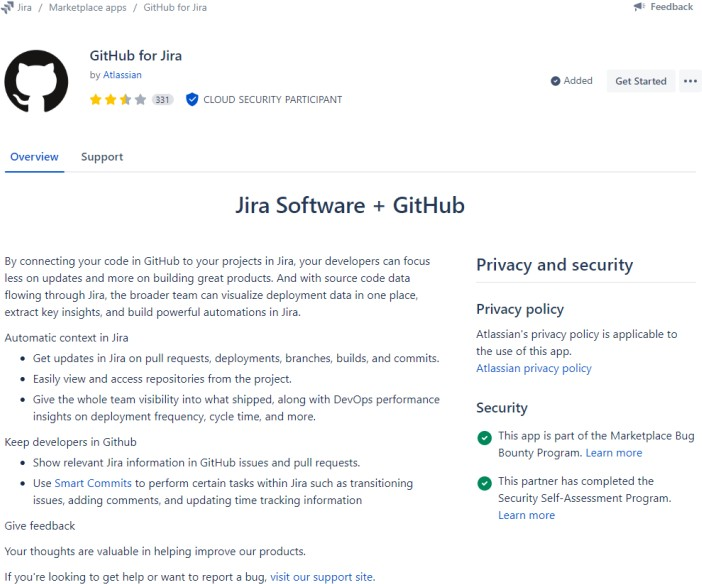 Jira / Marketplace apps / GitHub for Jira
Feedback
GitHub for Jira
by Atlassian
331
CLOUD SECURITY PARTICIPANT
Added
Get Started
Overview
Support
Jira Software + GitHub
By connecting your code in GitHub to your projects in Jira, your developers can focus
less on updates and more on building great products. And with source code data
flowing through Jira, the broader team can visualize deployment data in one place,
extract key insights, and build powerful automations in Jira.
Automatic context in Jira
• Get updates in Jira on pull requests, deployments, branches, builds, and commits.
• Easily view and access repositories from the project.
• Give the whole team visibility into what shipped, along with DevOps performance
insights on deployment frequency, cycle time, and more.
Keep developers in Github
• Show relevant Jira information in GitHub issues and pull requests.
• Use Smart Commits to perform certain tasks within Jira such as transitioning
issues, adding comments, and updating time tracking information
Give feedback
Your thoughts are valuable in helping improve our products.
If you're looking to get help or want to report a bug, visit our support site.
Privacy and security
Privacy policy
Atlassian's privacy policy is applicable to
the use of this app.
Atlassian privacy policy
Security
This app is part of the Marketplace Bug
Bounty Program. Learn more
This partner has completed the
Security Self-Assessment Program.
Learn more